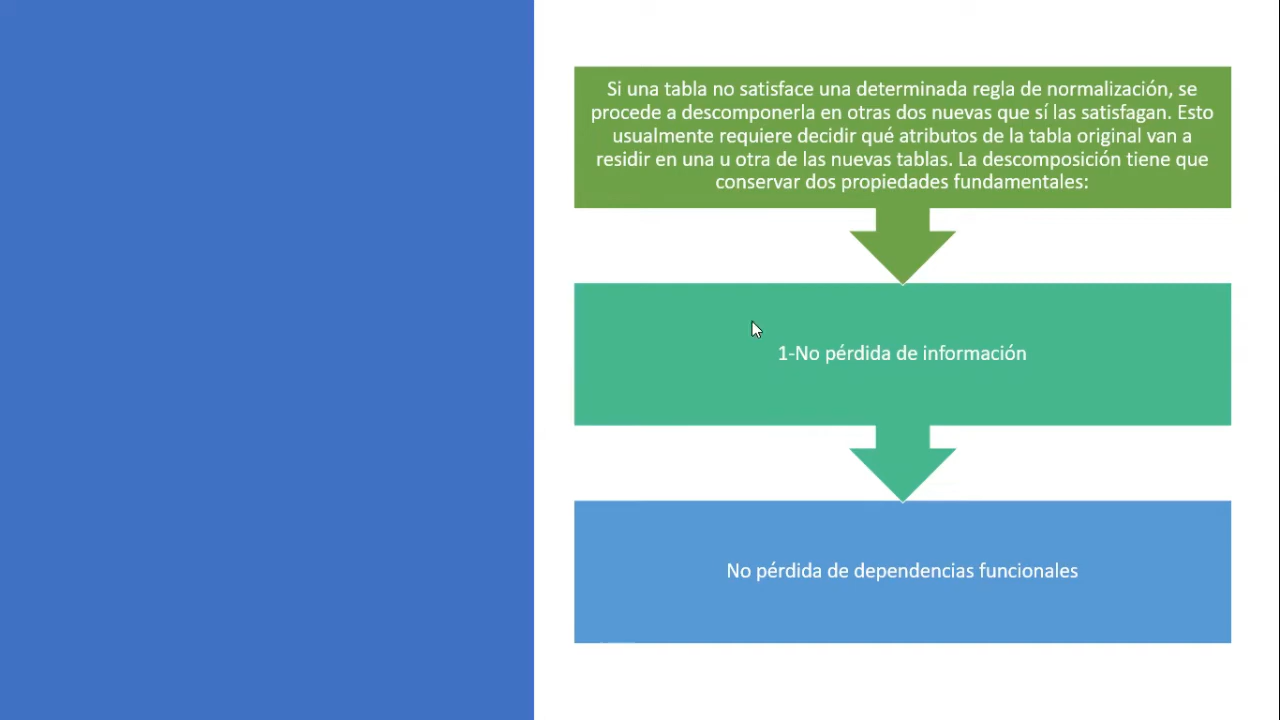 Si una tabla no satisface una determinada regla de normalización, se
procede a descomponerla en otras dos nuevas que sí las satisfagan. Esto
usualmente requiere decidir qué atributos de la tabla original van a
residir en una u otra de las nuevas tablas. La descomposición tiene que
conservar dos propiedades fundamentales:
1-No pérdida de información
No pérdida de dependencias funcionales